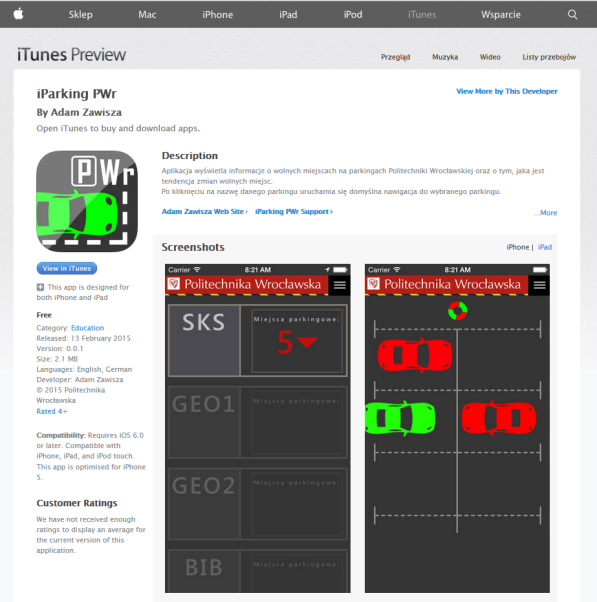 Sklep Mac iPhone iPad iPod iTunes Wsparcie
iTunes Preview
Przegląd Muzyka Wideo Listy przebojów
iParking PWr
View More by This Developer
By Adam Zawisza
Open iTunes to buy and download apps.
PWr
View in iTunes
This app is designed for
both iPhone and iPad
Free
Category: Education
Released: 13 February 2015
Version: 0.0.1
Size: 2.1 MB
Languages: English, German
Developer: Adam Zawisza
© 2015 Politechnika
Wrocławska
Rated 4+
Compatibility: Requires iOS 6.0
or later. Compatible with
iPhone, iPad, and iPod touch.
This app is optimised for iPhone
5.
Customer Ratings
We have not received enough
ratings to display an average for
the current version of this
application.
Description
Aplikacja wyświetla informacje o wolnych miejscach na parkingach Politechniki Wrocławskiej oraz o tym, jaka jest
tendencja zmian wolnych miejsc.
Po kliknięciu na nazwę danego parkingu uruchamia się domyślna nawigacja do wybranego parkingu.
Adam Zawisza Web Site › iParking PWr Support ›
...More
Screenshots
iPhone | iPad
Carrier 8:21 AM
Politechnika Wrocławska
SKS
Miejsca parkingowe:
5
GEO1
Miejsca parkingowe:
GEO2
Miejsca parkingowe:
BIB
Miejsca parkingowe:
Carrier 8:21 AM
Politechnika Wrocławska